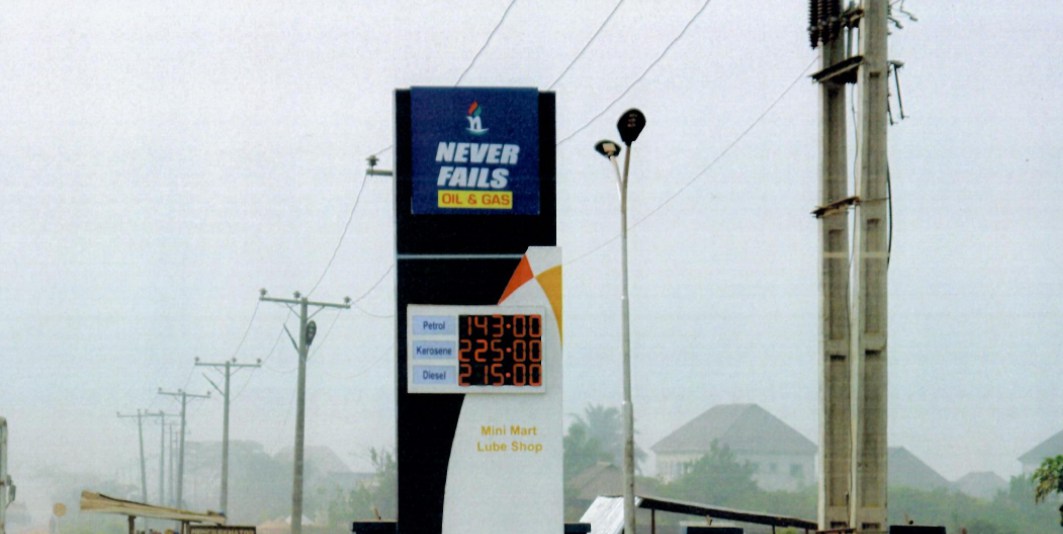 NEVER
FAILS
OIL & GAS
Petrol 143.00
Kerosene 225.00
Diesel 215.00
Mini Mart
Lube Shop